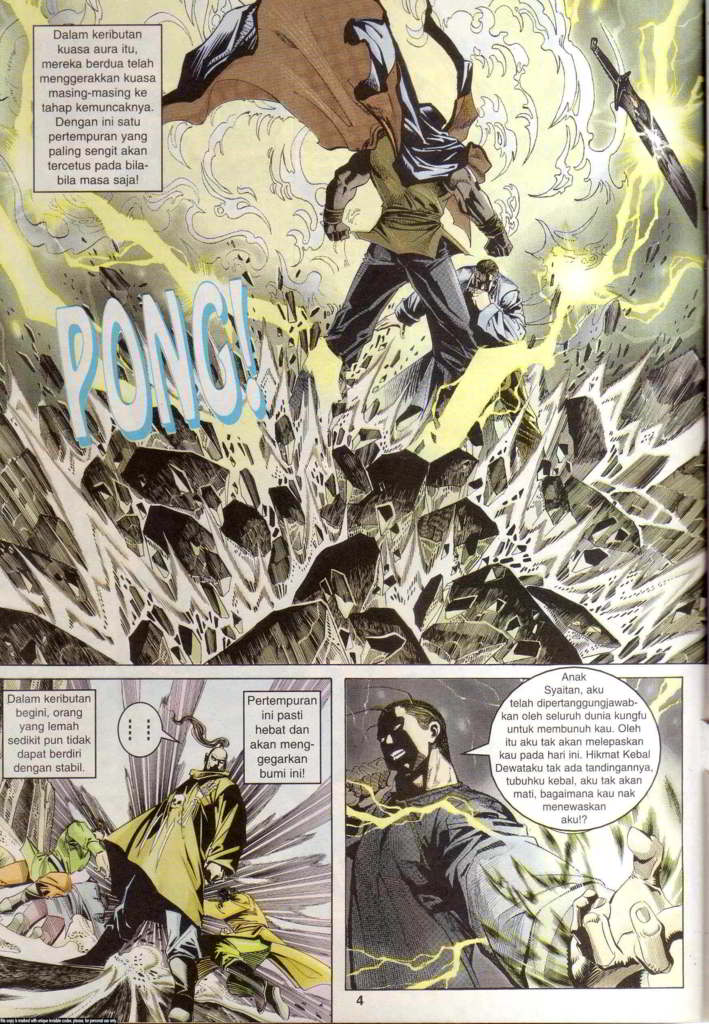 Dalam keributan
kuasa aura itu,
mereka berdua telah
menggerakkan kuasa
masing-masing ke
tahap kemuncaknya.
Dengan ini satu
pertempuran yang
paling sengit akan
tercetus pada bila-
bila masa saja!
PONG!
Dalam keributan
begini, orang
yang lemah
sedikit pun tidak
dapat berdiri
dengan stabil.
Pertempuran
ini pasti
hebat dan
akan meng-
gegarkan
bumi ini!
Anak
Syaitan, aku
telah dipertanggungjawab-
kan oleh seluruh dunia kungfu
untuk membunuh kau. Oleh
itu aku tak akan melepaskan
kau pada hari ini. Hikmat Kebal
Dewataku tak ada tandingannya,
tubuhku kebal, aku tak akan
mati, bagaimana kau nak
menewaskan
aku!?
4